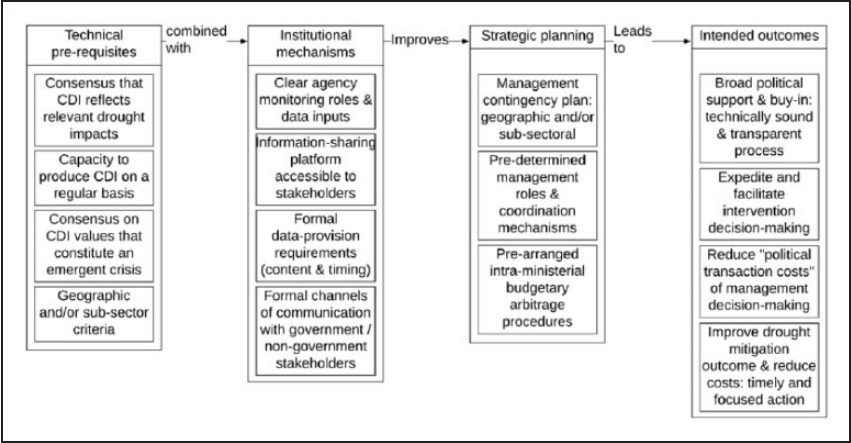 Technical
pre-requisites
Consensus that
CDI reflects
relevant drought
impacts
Capacity to
produce CDI on a
regular basis
Consensus on
CDI values that
constitute an
emergent crisis
Geographic
and/or sub-sector
criteria
combined
with
Institutional
mechanisms
Clear agency
monitoring roles &
data inputs
Information-sharing
platform
accessible to
stakeholders
Formal
data-provision
requirements
(content & timing)
Formal channels
of communication
with government /
non-government
stakeholders
Improves
Strategic planning
Management
contingency plan:
geographic and/or
sub-sectoral
Pre-determined
management
roles &
coordination
mechanisms
Pre-arranged
intra-ministerial
budgetary
arbitrage
procedures
Leads
to
Intended outcomes
Broad political
support & buy-in:
technically sound
& transparent
process
Expedite and
facilitate
intervention
decision-making
Reduce "political
transaction costs"
of management
decision-making
Improve drought
mitigation
outcome & reduce
costs: timely and
focused action